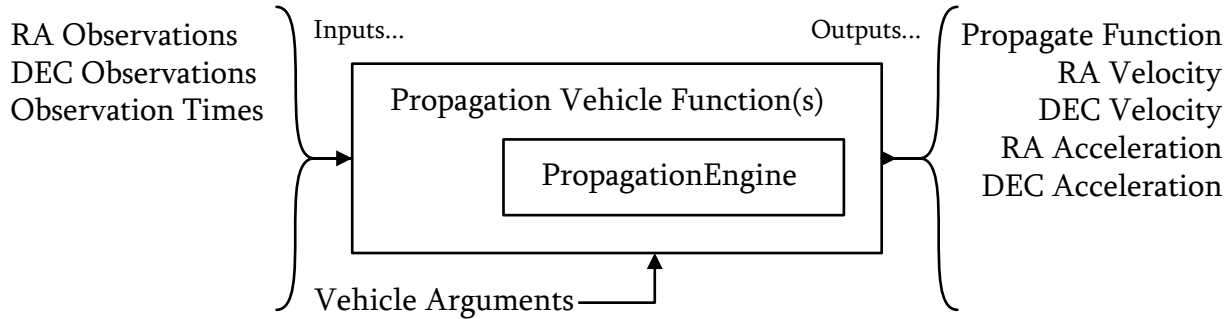 RA Observations
DEC Observations
Observation Times
Inputs...
Propagation Vehicle Function(s)
PropagationEngine
Vehicle Arguments
Outputs...
Propagate Function
RA Velocity
DEC Velocity
RA Acceleration
DEC Acceleration